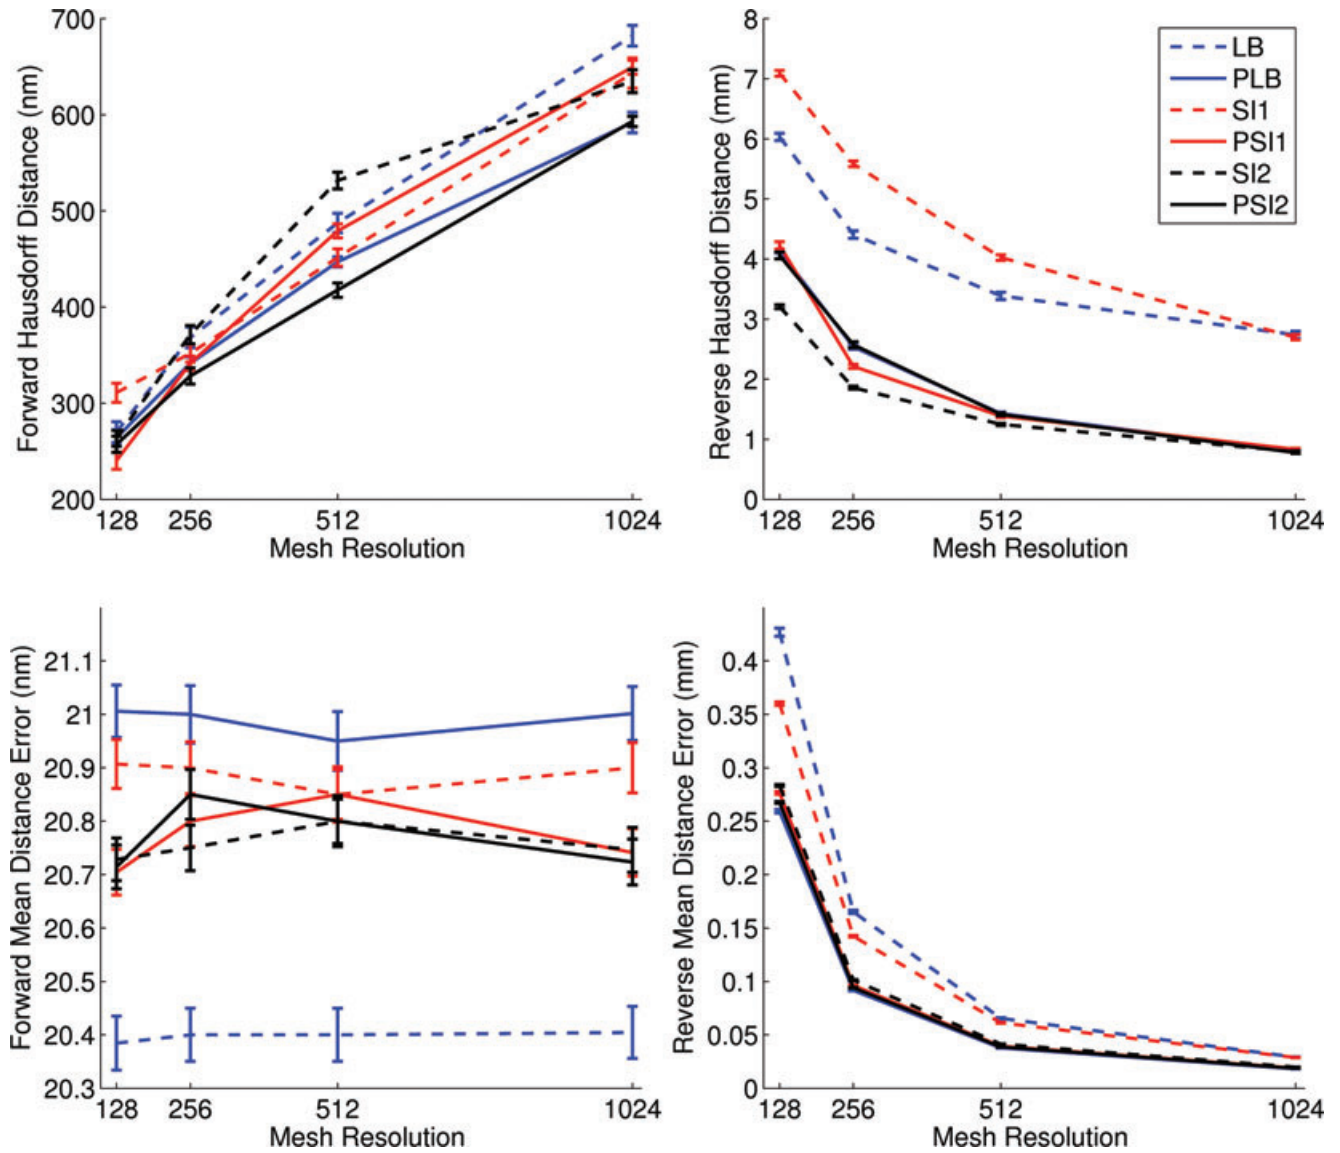 Forward Hausdorff Distance (nm)
700
600
500
400
300
200
128 256 512 1024
Mesh Resolution
Reverse Hausdorff Distance (mm)
8
7
6
5
4
3
2
1
0
128 256 512 1024
Mesh Resolution
LB
PLB
SI1
PSI1
SI2
PSI2
Forward Mean Distance Error (nm)
21.1
21
20.9
20.8
20.7
20.6
20.5
20.4
20.3
128 256 512 1024
Mesh Resolution
Reverse Mean Distance Error (mm)
0.4
0.35
0.3
0.25
0.2
0.15
0.1
0.05
0
128 256 512 1024
Mesh Resolution